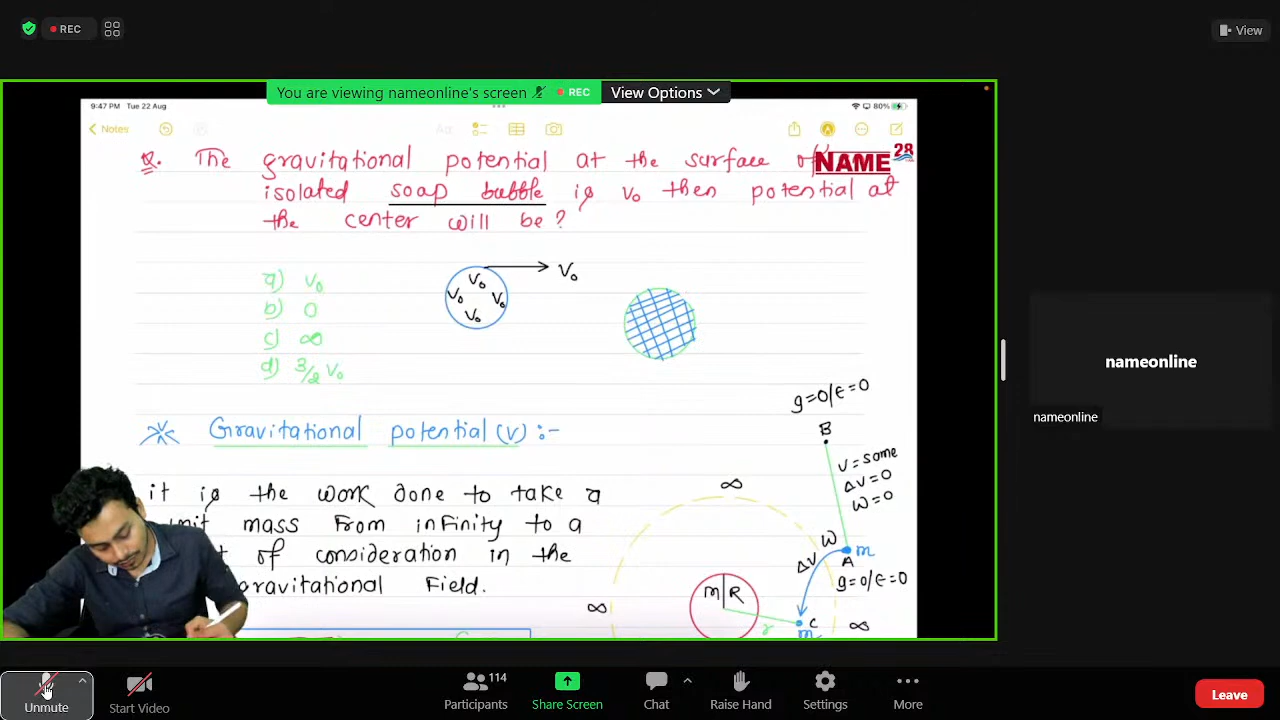 REC
View
You are viewing nameonline's screen
REC
View Options
9:47 PM Tue 22 Aug
80%
Notes
Aa
Q. The gravitational potential at the surface of
NAME 28
isolated soap bubble is V₀ then potential at
the center will be?
a) V₀
b) 0
c) ∞
d) 3/2 V₀
V₀
V₀
V₀
V₀
V₀
Gravitational potential (V) :-
it is the work done to take a
mass From infinity to a
of consideration in the
gravitational Field.
g=0/E=0
B
V=same
ΔV=0
W=0
∞
W
m
A
ΔV
g=0/E=0
M|R
∞
r
C
m
∞
nameonline
nameonline
Unmute
Start Video
114
Participants
Share Screen
Chat
Raise Hand
Settings
More
Leave